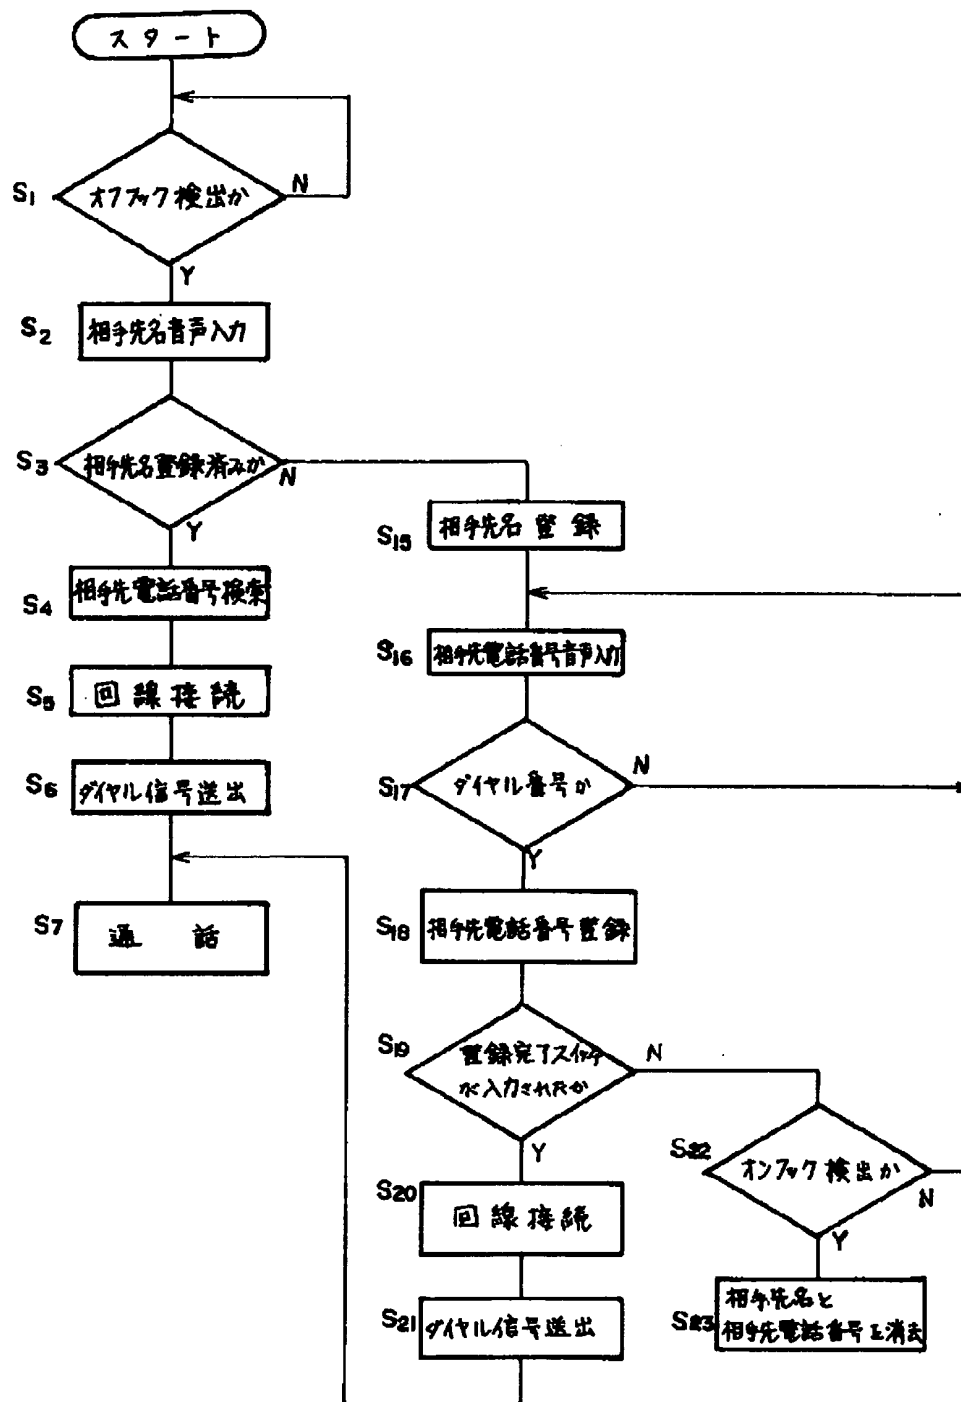 スタート
S1 オフフック検出か N
Y
S2 相手先名音声入力
S3 相手先名登録済みか N
Y
S4 相手先電話番号検索
S5 回線接続
S6 ダイヤル信号送出
S7 通話
S15 相手先名登録
S16 相手先電話番号音声入力
S17 ダイヤル番号か N
Y
S18 相手先電話番号登録
S19 登録完了スイッチ
が入力されたか N
Y
S20 回線接続
S21 ダイヤル信号送出
S22 オンフック検出か N
Y
S23 相手先名と
相手先電話番号を消去